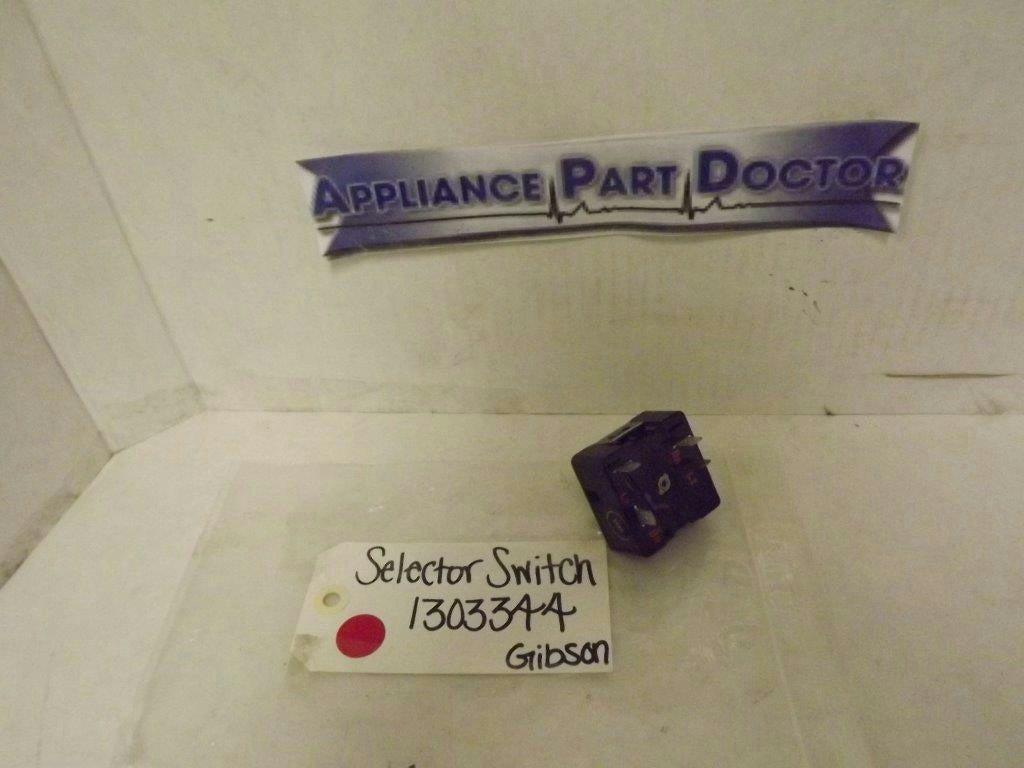 APPLIANCE PART DOCTOR
Selector Switch
1303344
Gibson